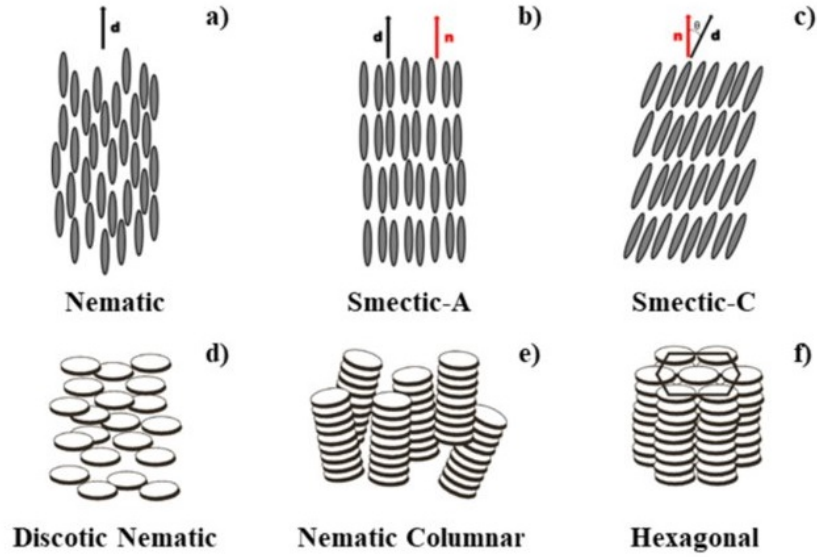 d
a)
d
n
b)
n
θ
d
c)
Nematic
Smectic-A
Smectic-C
d)
e)
f)
Discotic Nematic
Nematic Columnar
Hexagonal